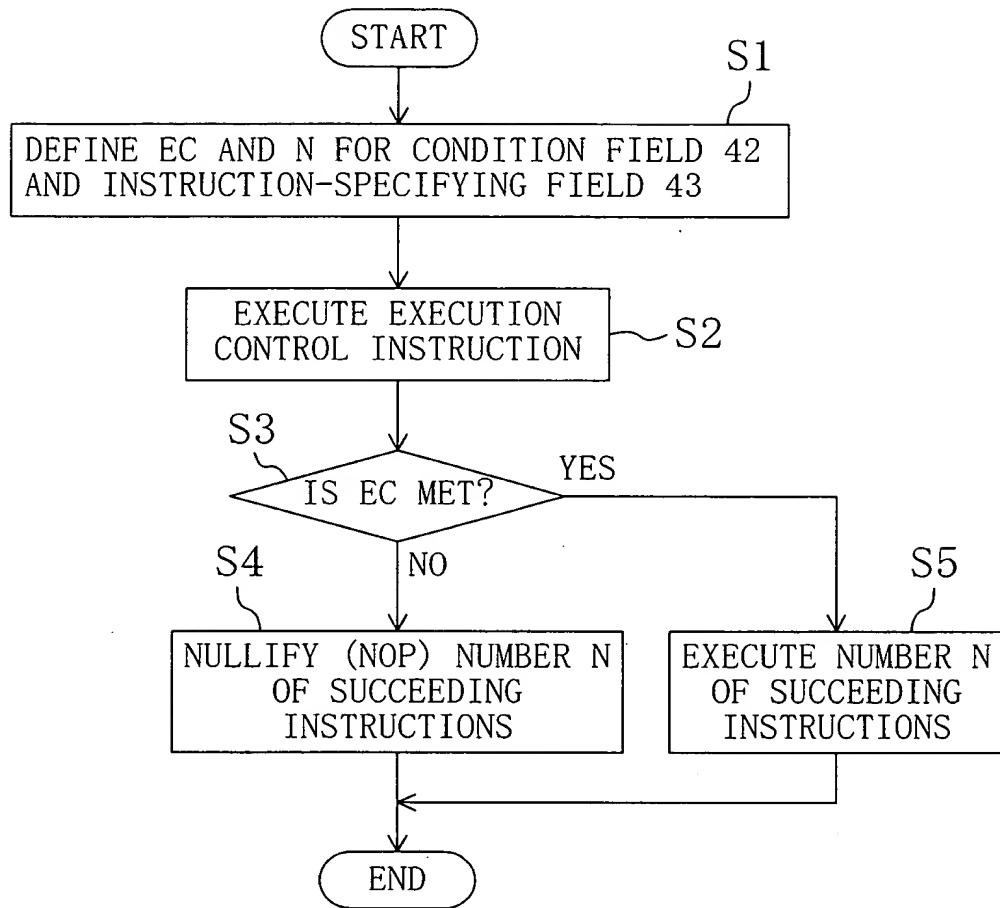 START
S1
DEFINE EC AND N FOR CONDITION FIELD 42
AND INSTRUCTION-SPECIFYING FIELD 43
EXECUTE EXECUTION
CONTROL INSTRUCTION
S2
S3
IS EC MET?
YES
NO
S4
NULLIFY (NOP) NUMBER N
OF SUCCEEDING
INSTRUCTIONS
S5
EXECUTE NUMBER N
OF SUCCEEDING
INSTRUCTIONS
END